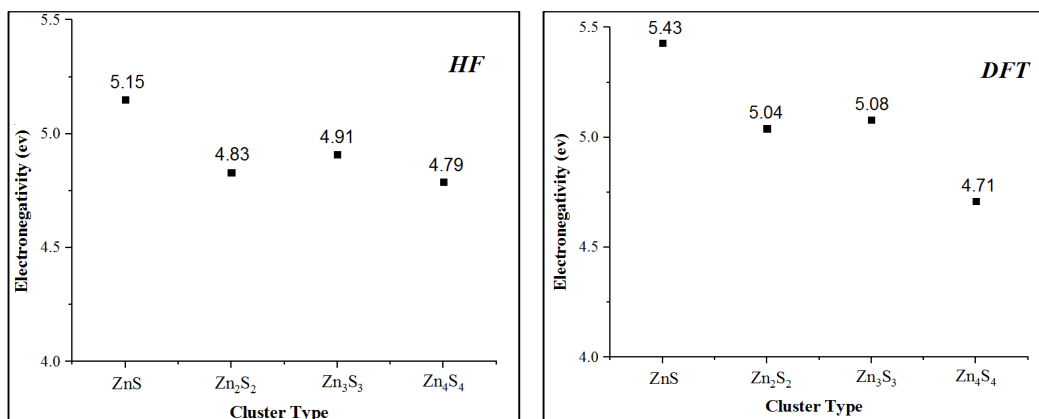 HF
Electronegativity (ev)
5.5
5.0
4.5
4.0
5.15
4.83
4.91
4.79
ZnS
Zn₂S₂
Zn₃S₃
Zn₄S₄
Cluster Type
DFT
Electronegativity (ev)
5.5
5.0
4.5
4.0
5.43
5.04
5.08
4.71
ZnS
Zn₂S₂
Zn₃S₃
Zn₄S₄
Cluster Type